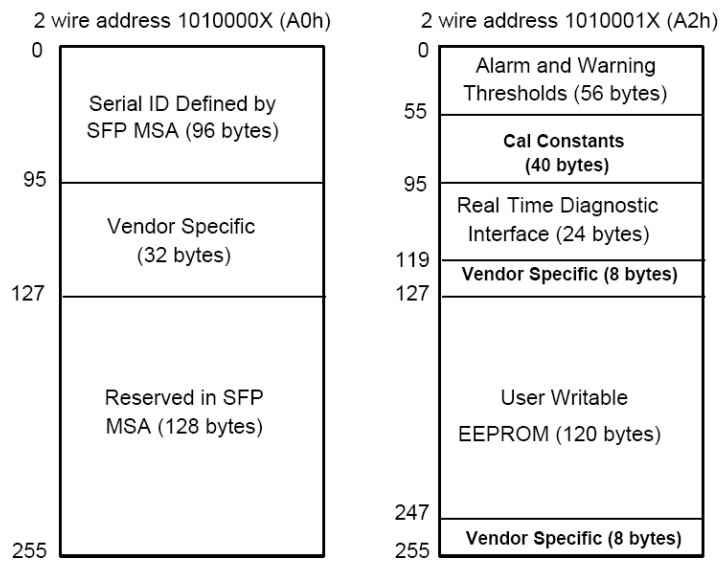 2 wire address 1010000X (A0h)
0
Serial ID Defined by
SFP MSA (96 bytes)
95
Vendor Specific
(32 bytes)
127
Reserved in SFP
MSA (128 bytes)
255
2 wire address 1010001X (A2h)
0
Alarm and Warning
Thresholds (56 bytes)
55
Cal Constants
(40 bytes)
95
Real Time Diagnostic
Interface (24 bytes)
119
Vendor Specific (8 bytes)
127
User Writable
EEPROM (120 bytes)
247
Vendor Specific (8 bytes)
255